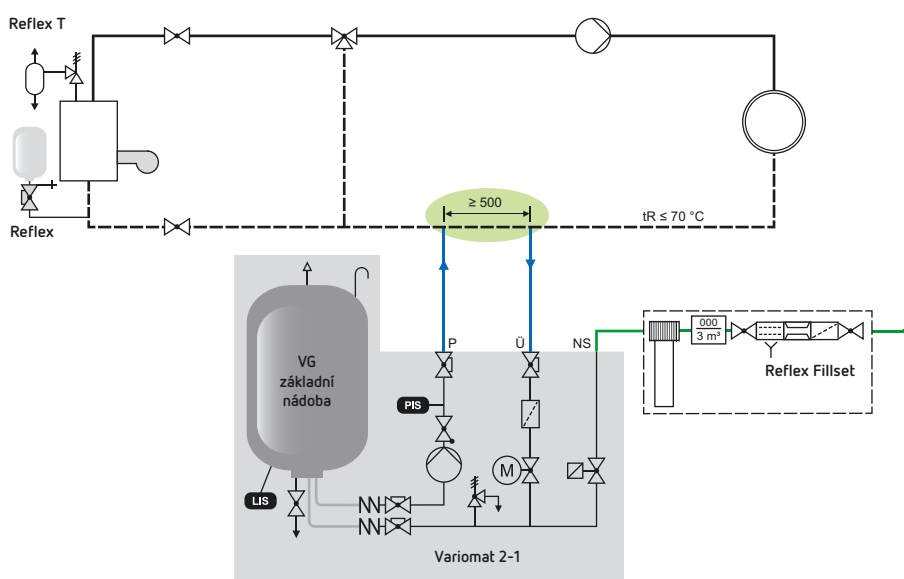 Reflex T
Reflex
≥ 500
tR ≤ 70 °C
P
Ü
NS
000
3 m³
Reflex Fillset
VG
základní
nádoba
PIS
M
LIS
Variomat 2-1